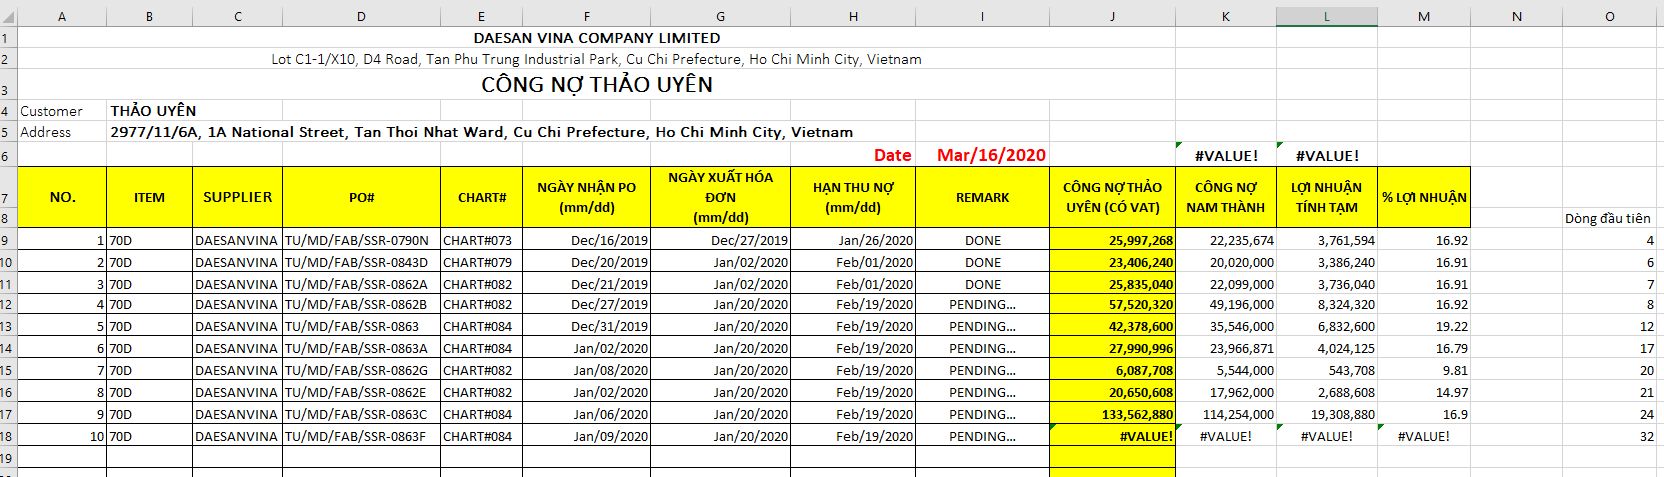 A B C D E F G H I J K L M N O
1 DAESAN VINA COMPANY LIMITED
2 Lot C1-1/X10, D4 Road, Tan Phu Trung Industrial Park, Cu Chi Prefecture, Ho Chi Minh City, Vietnam
3 CÔNG NỢ THẢO UYÊN
4 Customer THẢO UYÊN
5 Address 2977/11/6A, 1A National Street, Tan Thoi Nhat Ward, Cu Chi Prefecture, Ho Chi Minh City, Vietnam
6 Date Mar/16/2020 #VALUE! #VALUE!
7 NO. ITEM SUPPLIER PO# CHART# NGÀY NHẬN PO (mm/dd) NGÀY XUẤT HÓA ĐƠN (mm/dd) HẠN THU NỢ (mm/dd) REMARK CÔNG NỢ THẢO UYÊN (CÓ VAT) CÔNG NỢ NAM THÀNH LỢI NHUẬN TÍNH TẠM % LỢI NHUẬN
8 Dòng đầu tiên
9 1 70D DAESANVINA TU/MD/FAB/SSR-0790N CHART#073 Dec/16/2019 Dec/27/2019 Jan/26/2020 DONE 25,997,268 22,235,674 3,761,594 16.92 4
10 2 70D DAESANVINA TU/MD/FAB/SSR-0843D CHART#079 Dec/20/2019 Jan/02/2020 Feb/01/2020 DONE 23,406,240 20,020,000 3,386,240 16.91 6
11 3 70D DAESANVINA TU/MD/FAB/SSR-0862A CHART#082 Dec/21/2019 Jan/02/2020 Feb/01/2020 DONE 25,835,040 22,099,000 3,736,040 16.91 7
12 4 70D DAESANVINA TU/MD/FAB/SSR-0862B CHART#082 Dec/27/2019 Jan/20/2020 Feb/19/2020 PENDING... 57,520,320 49,196,000 8,324,320 16.92 8
13 5 70D DAESANVINA TU/MD/FAB/SSR-0863 CHART#084 Dec/31/2019 Jan/20/2020 Feb/19/2020 PENDING... 42,378,600 35,546,000 6,832,600 19.22 12
14 6 70D DAESANVINA TU/MD/FAB/SSR-0863A CHART#084 Jan/02/2020 Jan/20/2020 Feb/19/2020 PENDING... 27,990,996 23,966,871 4,024,125 16.79 17
15 7 70D DAESANVINA TU/MD/FAB/SSR-0862G CHART#082 Jan/08/2020 Jan/20/2020 Feb/19/2020 PENDING... 6,087,708 5,544,000 543,708 9.81 20
16 8 70D DAESANVINA TU/MD/FAB/SSR-0862E CHART#082 Jan/02/2020 Jan/20/2020 Feb/19/2020 PENDING... 20,650,608 17,962,000 2,688,608 14.97 21
17 9 70D DAESANVINA TU/MD/FAB/SSR-0863C CHART#084 Jan/06/2020 Jan/20/2020 Feb/19/2020 PENDING... 133,562,880 114,254,000 19,308,880 16.9 24
18 10 70D DAESANVINA TU/MD/FAB/SSR-0863F CHART#084 Jan/09/2020 Jan/20/2020 Feb/19/2020 PENDING... #VALUE! #VALUE! #VALUE! #VALUE! 32
19